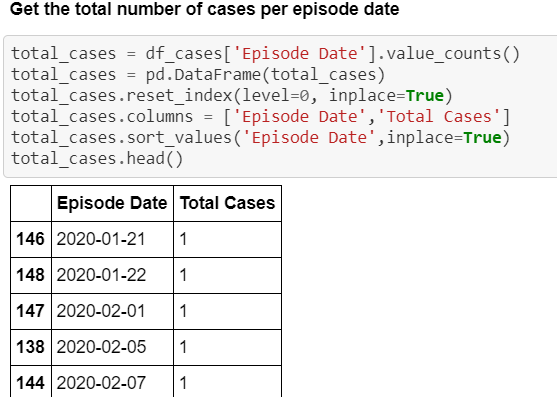 Get the total number of cases per episode date
total_cases = df_cases['Episode Date'].value_counts()
total_cases = pd.DataFrame(total_cases)
total_cases.reset_index(level=0, inplace=True)
total_cases.columns = ['Episode Date','Total Cases']
total_cases.sort_values('Episode Date',inplace=True)
total_cases.head()
Episode Date Total Cases
146 2020-01-21 1
148 2020-01-22 1
147 2020-02-01 1
138 2020-02-05 1
144 2020-02-07 1